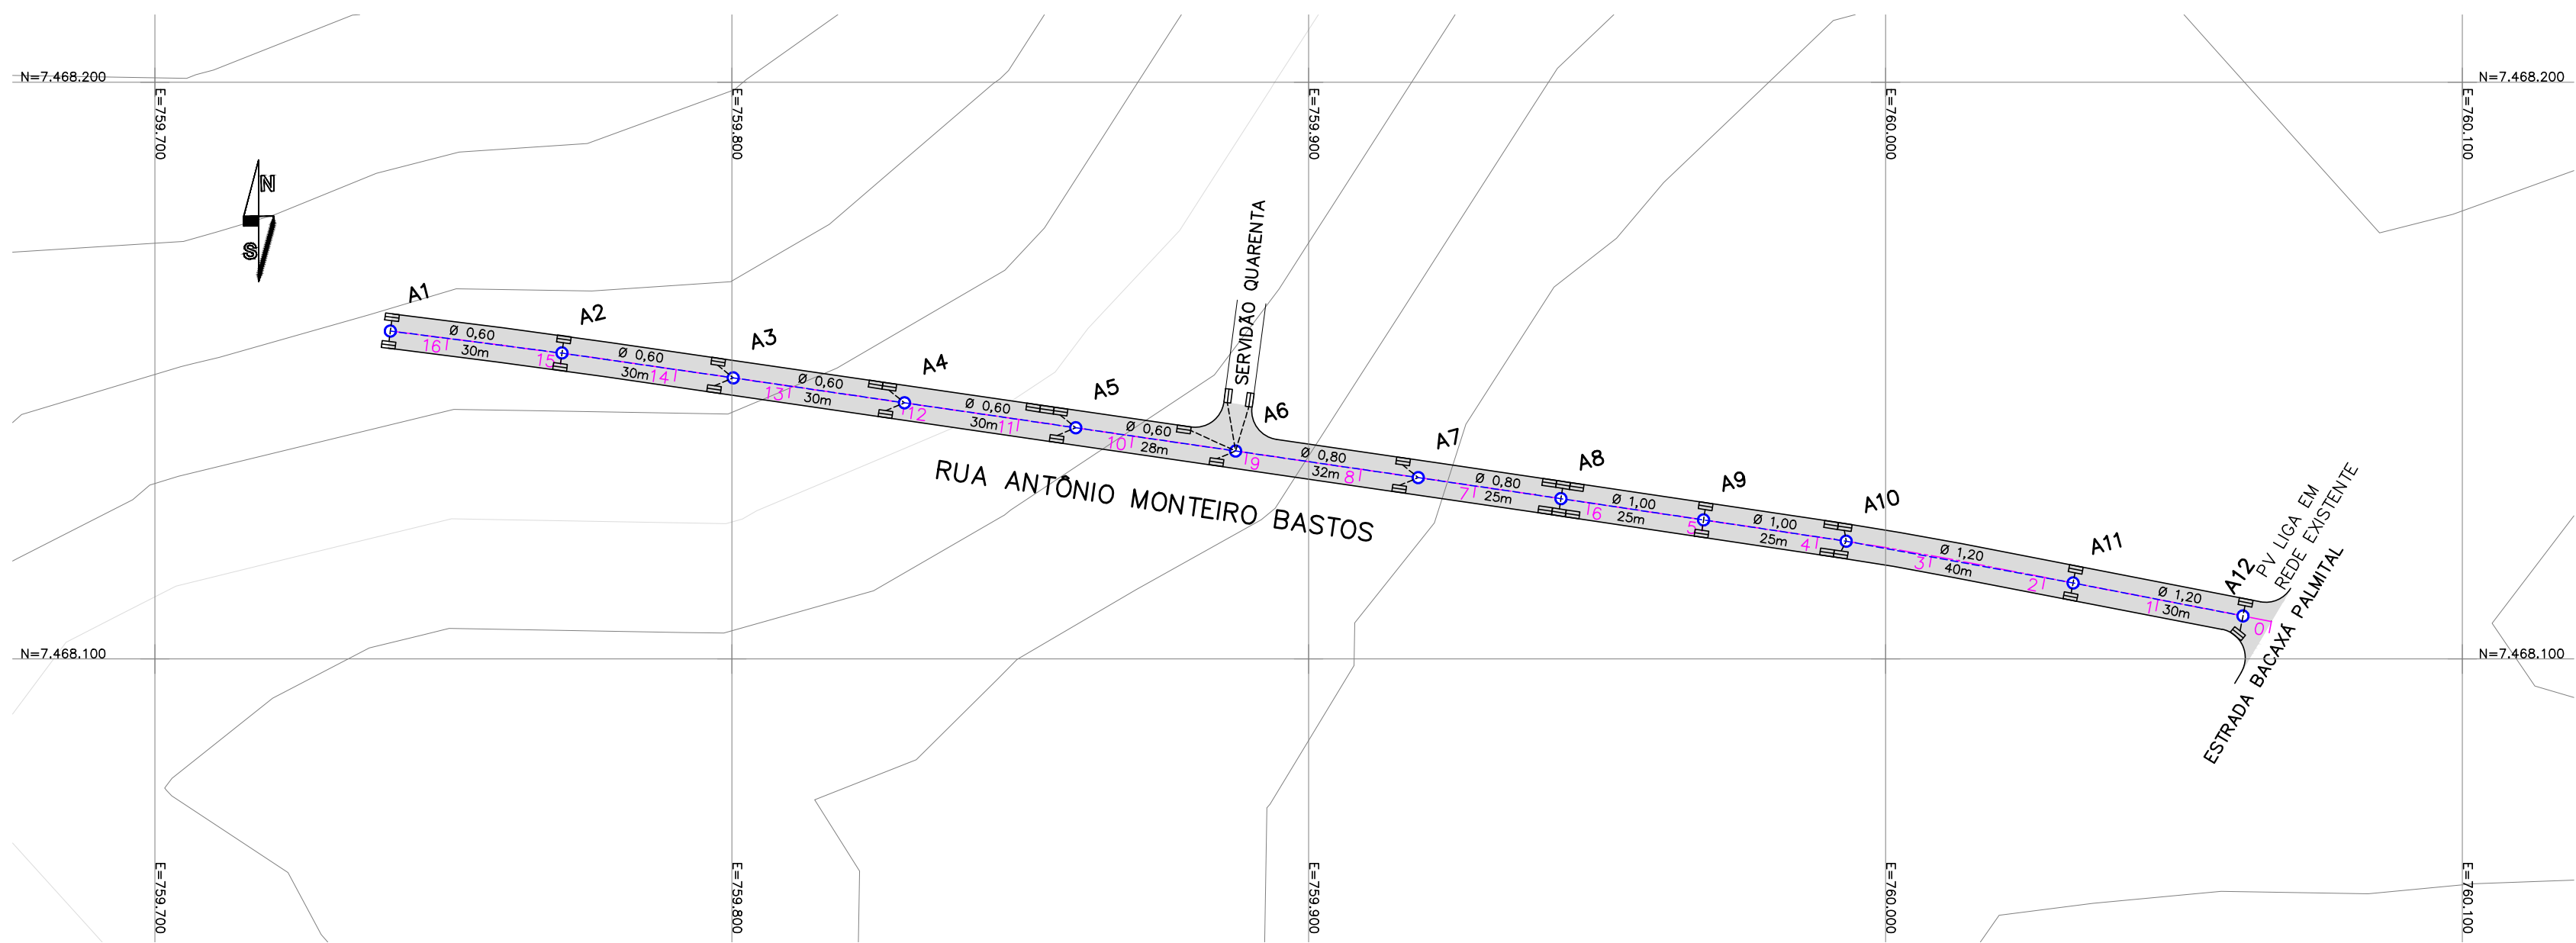 N=7.468.200
N=7.468.200
E=759.700
E=759.800
E=759.900
E=760.000
E=760.100
N
S
SERVIDÃO QUARENTA
A1
A2
A3
A4
A5
A6
A7
A8
A9
A10
A11
A12
Ø 0,60
30m
Ø 0,60
30m
Ø 0,60
30m
Ø 0,60
30m
Ø 0,60
28m
Ø 0,80
32m
Ø 0,80
25m
Ø 1,00
25m
Ø 1,00
25m
Ø 1,20
40m
Ø 1,20
30m
16
15
14
13
12
11
10
9
8
7
6
5
4
3
2
1
0
RUA ANTÔNIO MONTEIRO BASTOS
PV LIGA EM
REDE EXISTENTE
ESTRADA BACAXÁ PALMITAL
N=7.468.100
N=7.468.100
E=759.700
E=759.800
E=759.900
E=760.000
E=760.100